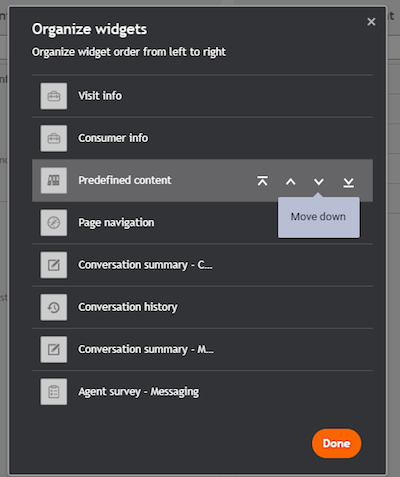 Organize widgets
Organize widget order from left to right
Visit info
Consumer info
Predefined content
Move down
Page navigation
Conversation summary - C...
Conversation history
Conversation summary - M...
Agent survey - Messaging
Done